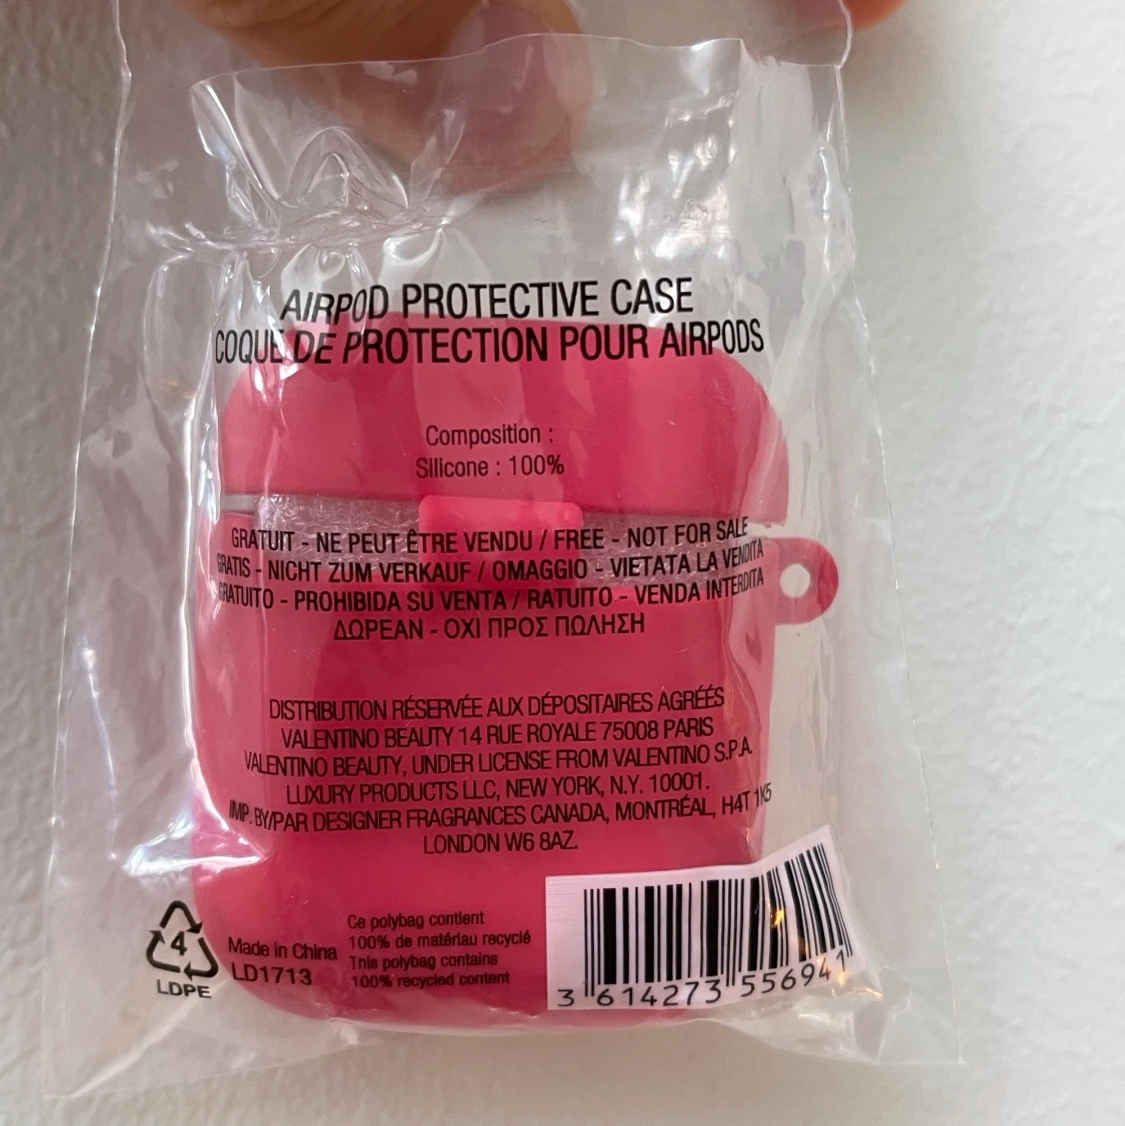 AIRPOD PROTECTIVE CASE
COQUE DE PROTECTION POUR AIRPODS
Composition :
Silicone : 100%
GRATUIT - NE PEUT ÊTRE VENDU / FREE - NOT FOR SALE
GRATIS - NICHT ZUM VERKAUF / OMAGGIO - VIETATA LA VENDITA
GRATUITO - PROHIBIDA SU VENTA / RATUITO - VENDA INTERDITA
ΔΩΡΕΑΝ - ΟΧΙ ΠΡΟΣ ΠΩΛΗΣΗ
DISTRIBUTION RÉSERVÉE AUX DÉPOSITAIRES AGRÉÉS
VALENTINO BEAUTY 14 RUE ROYALE 75008 PARIS
VALENTINO BEAUTY, UNDER LICENSE FROM VALENTINO S.P.A.
LUXURY PRODUCTS LLC, NEW YORK, N.Y. 10001.
IMP. BY/PAR DESIGNER FRAGRANCES CANADA, MONTRÉAL, H4T 1K5
LONDON W6 8AZ.
4
LDPE
Made in China
LD1713
Ce polybag contient
100% de matériau recyclé
This polybag contains
100% recycled content
3 614273 556941